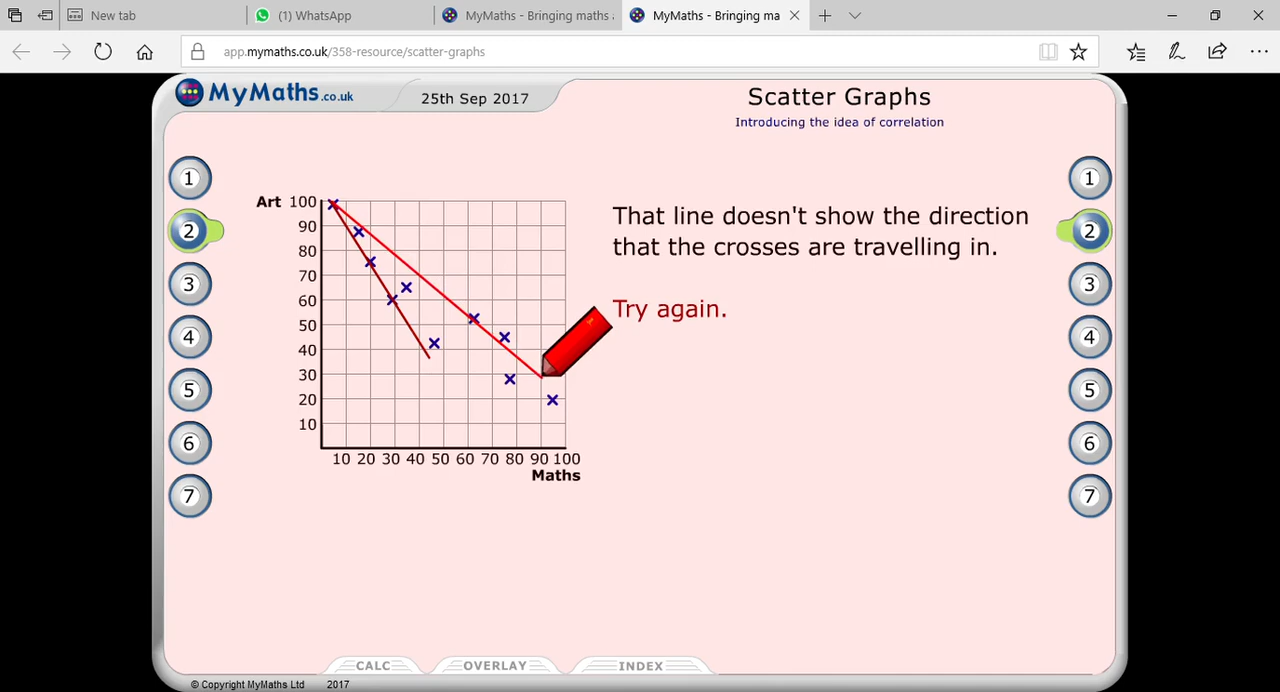 New tab
(1) WhatsApp
MyMaths - Bringing maths
MyMaths - Bringing ma
app.mymaths.co.uk/358-resource/scatter-graphs
MyMaths.co.uk
25th Sep 2017
Scatter Graphs
Introducing the idea of correlation
1
2
3
4
5
6
7
Art
100
90
80
70
60
50
40
30
20
10
10 20 30 40 50 60 70 80 90 100
Maths
That line doesn't show the direction
that the crosses are travelling in.
Try again.
1
2
3
4
5
6
7
CALC
OVERLAY
INDEX
© Copyright MyMaths Ltd 2017